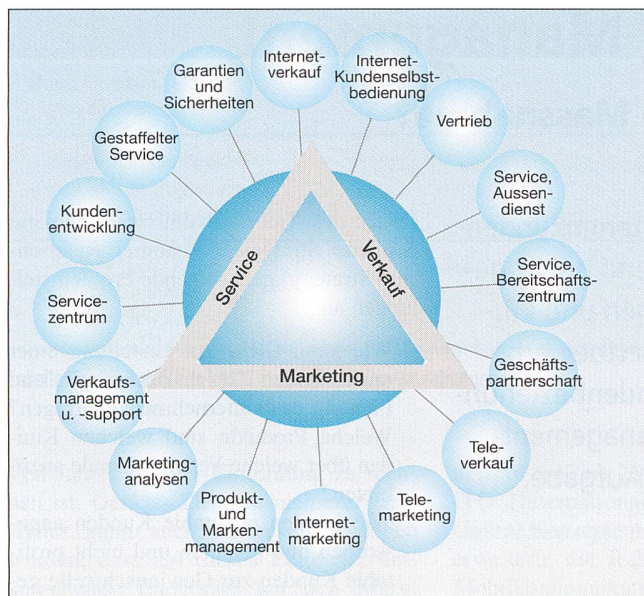 Internet-
verkauf
Internet-
Kundenselbst-
bedienung
Vertrieb
Service,
Aussen-
dienst
Service,
Bereitschafts-
zentrum
Geschäfts-
partnerschaft
Tele-
verkauf
Tele-
marketing
Internet-
marketing
Produkt-
und
Marken-
management
Marketing-
analysen
Verkaufs-
management
u. -support
Service-
zentrum
Kunden-
entwicklung
Gestaffelter
Service
Garantien
und
Sicherheiten
Service
Verkauf
Marketing